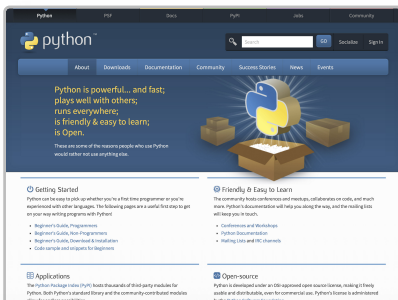 Python PSF Docs PyPI Jobs Community
python™
Search GO Socialize Sign In
About Downloads Documentation Community Success Stories News Events
Python is powerful... and fast;
plays well with others;
runs everywhere;
is friendly & easy to learn;
is Open.
These are some of the reasons people who use Python
would rather not use anything else.
Getting Started
Python can be easy to pick up whether you're a first time programmer or you're
experienced with other languages. The following pages are a useful first step to get
on your way writing programs with Python!
Beginner's Guide, Programmers
Beginner's Guide, Non-Programmers
Beginner's Guide, Download & Installation
Code sample and snippets for Beginners
Friendly & Easy to Learn
The community hosts conferences and meetups, collaborates on code, and much
more. Python's documentation will help you along the way, and the mailing lists
will keep you in touch.
Conferences and Workshops
Python Documentation
Mailing Lists and IRC channels
Applications
The Python Package Index (PyPI) hosts thousands of third-party modules for
Python. Both Python's standard library and the community-contributed modules
Open-source
Python is developed under an OSI-approved open source license, making it freely
usable and distributable, even for commercial use. Python's license is administered